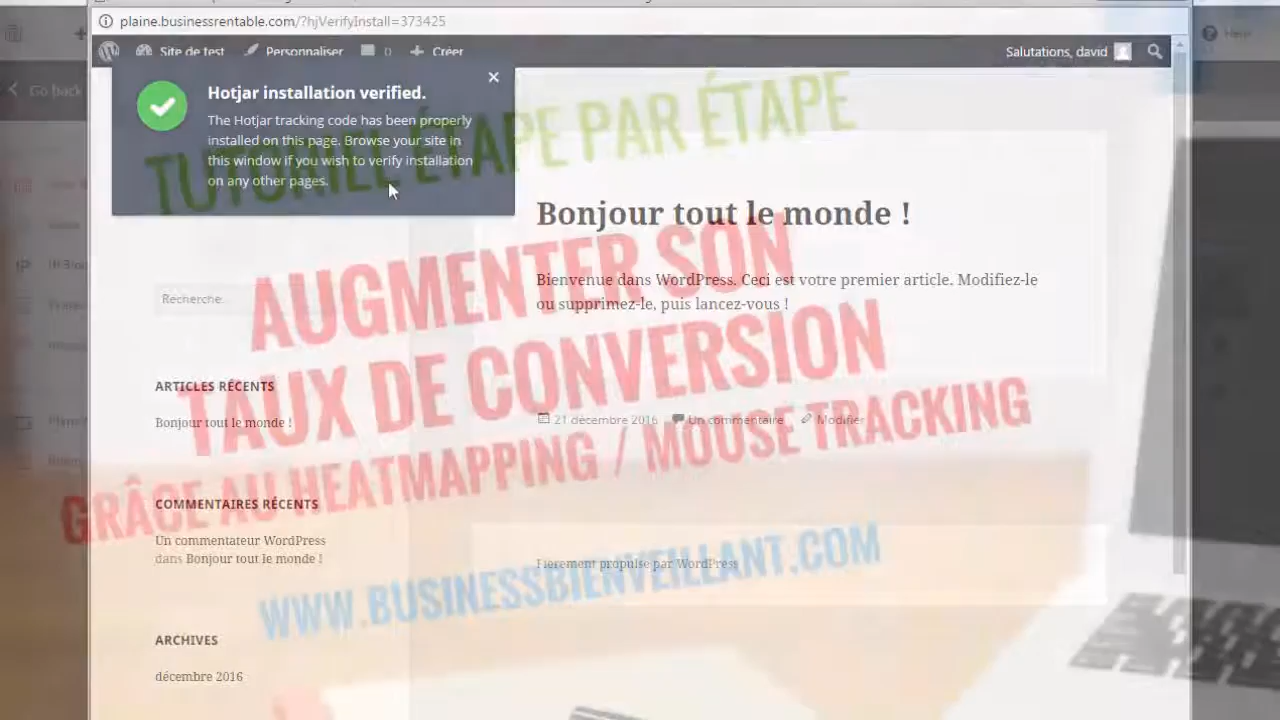 plaine.businessrentable.com/?hjVerifyInstall=373425
Help
Site de test Personnaliser 0 Créer Salutations, david
Go back
Hotjar installation verified.
The Hotjar tracking code has been properly
installed on this page. Browse your site in
this window if you wish to verify installation
on any other pages.
TUTORIEL ÉTAPE PAR ÉTAPE
Bonjour tout le monde !
AUGMENTER SON
TAUX DE CONVERSION
GRÂCE AU HEATMAPPING / MOUSE TRACKING
Bienvenue dans WordPress. Ceci est votre premier article. Modifiez-le
ou supprimez-le, puis lancez-vous !
Recherche…
ARTICLES RÉCENTS
Bonjour tout le monde !
21 décembre 2016 Un commentaire Modifier
COMMENTAIRES RÉCENTS
Un commentateur WordPress
dans Bonjour tout le monde !
Fièrement propulsé par WordPress
WWW.BUSINESSBIENVEILLANT.COM
ARCHIVES
décembre 2016